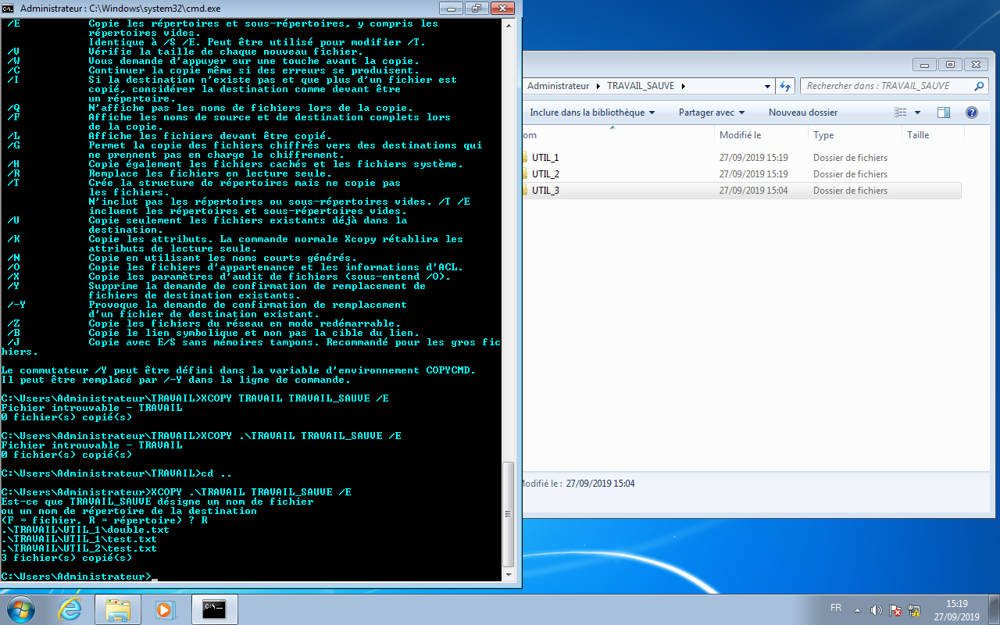 Administrateur : C:\Windows\system32\cmd.exe
/E Copie les répertoires et sous-répertoires, y compris les
répertoires vides.
Identique à /S /E. Peut être utilisé pour modifier /T.
/V Vérifie la taille de chaque nouveau fichier.
/W Vous demande d'appuyer sur une touche avant la copie.
/C Continuer la copie même si des erreurs se produisent.
/I Si la destination n'existe pas et que plus d'un fichier est
copié, considérer la destination comme devant être
un répertoire.
/Q N'affiche pas les noms de fichiers lors de la copie.
/F Affiche les noms de source et de destination complets lors
de la copie.
/L Affiche les fichiers devant être copié.
/G Permet la copie des fichiers chiffrés vers des destinations qui
ne prennent pas en charge le chiffrement.
/H Copie également les fichiers cachés et les fichiers système.
/R Remplace les fichiers en lecture seule.
/T Crée la structure de répertoires mais ne copie pas
les fichiers.
N'inclut pas les répertoires ou sous-répertoires vides. /T /E
incluent les répertoires et sous-répertoires vides.
/U Copie seulement les fichiers existants déjà dans la
destination.
/K Copie les attributs. La commande normale Xcopy rétablira les
attributs de lecture seule.
/N Copie en utilisant les noms courts générés.
/O Copie les fichiers d'appartenance et les informations d'ACL.
/X Copie les paramètres d'audit de fichiers (sous-entend /O).
/Y Supprime la demande de confirmation de remplacement de
fichiers de destination existants.
/-Y Provoque la demande de confirmation de remplacement
d'un fichier de destination existant.
/Z Copie les fichiers du réseau en mode redémarrable.
/B Copie le lien symbolique et non pas la cible du lien.
/J Copie avec E/S sans mémoires tampons. Recommandé pour les gros fic
hiers.
Le commutateur /Y peut être défini dans la variable d'environnement COPYCMD.
Il peut être remplacé par /-Y dans la ligne de commande.
C:\Users\Administrateur\TRAVAIL>XCOPY TRAVAIL TRAVAIL_SAUVE /E
Fichier introuvable - TRAVAIL
0 fichier(s) copié(s)
C:\Users\Administrateur\TRAVAIL>XCOPY .\TRAVAIL TRAVAIL_SAUVE /E
Fichier introuvable - TRAVAIL
0 fichier(s) copié(s)
C:\Users\Administrateur\TRAVAIL>cd ..
C:\Users\Administrateur>XCOPY .\TRAVAIL TRAVAIL_SAUVE /E
Est-ce que TRAVAIL_SAUVE désigne un nom de fichier
ou un nom de répertoire de la destination
(F = fichier, R = répertoire) ? R
.\TRAVAIL\UTIL_1\double.txt
.\TRAVAIL\UTIL_1\test.txt
.\TRAVAIL\UTIL_2\test.txt
3 fichier(s) copié(s)
C:\Users\Administrateur>_
Administrateur TRAVAIL_SAUVE Rechercher dans : TRAVAIL_SAUVE
Inclure dans la bibliothèque Partager avec Nouveau dossier
om Modifié le Type Taille
UTIL_1 27/09/2019 15:19 Dossier de fichiers
UTIL_2 27/09/2019 15:19 Dossier de fichiers
UTIL_3 27/09/2019 15:04 Dossier de fichiers
Modifié le : 27/09/2019 15:04
C:\_
FR 15:19
27/09/2019